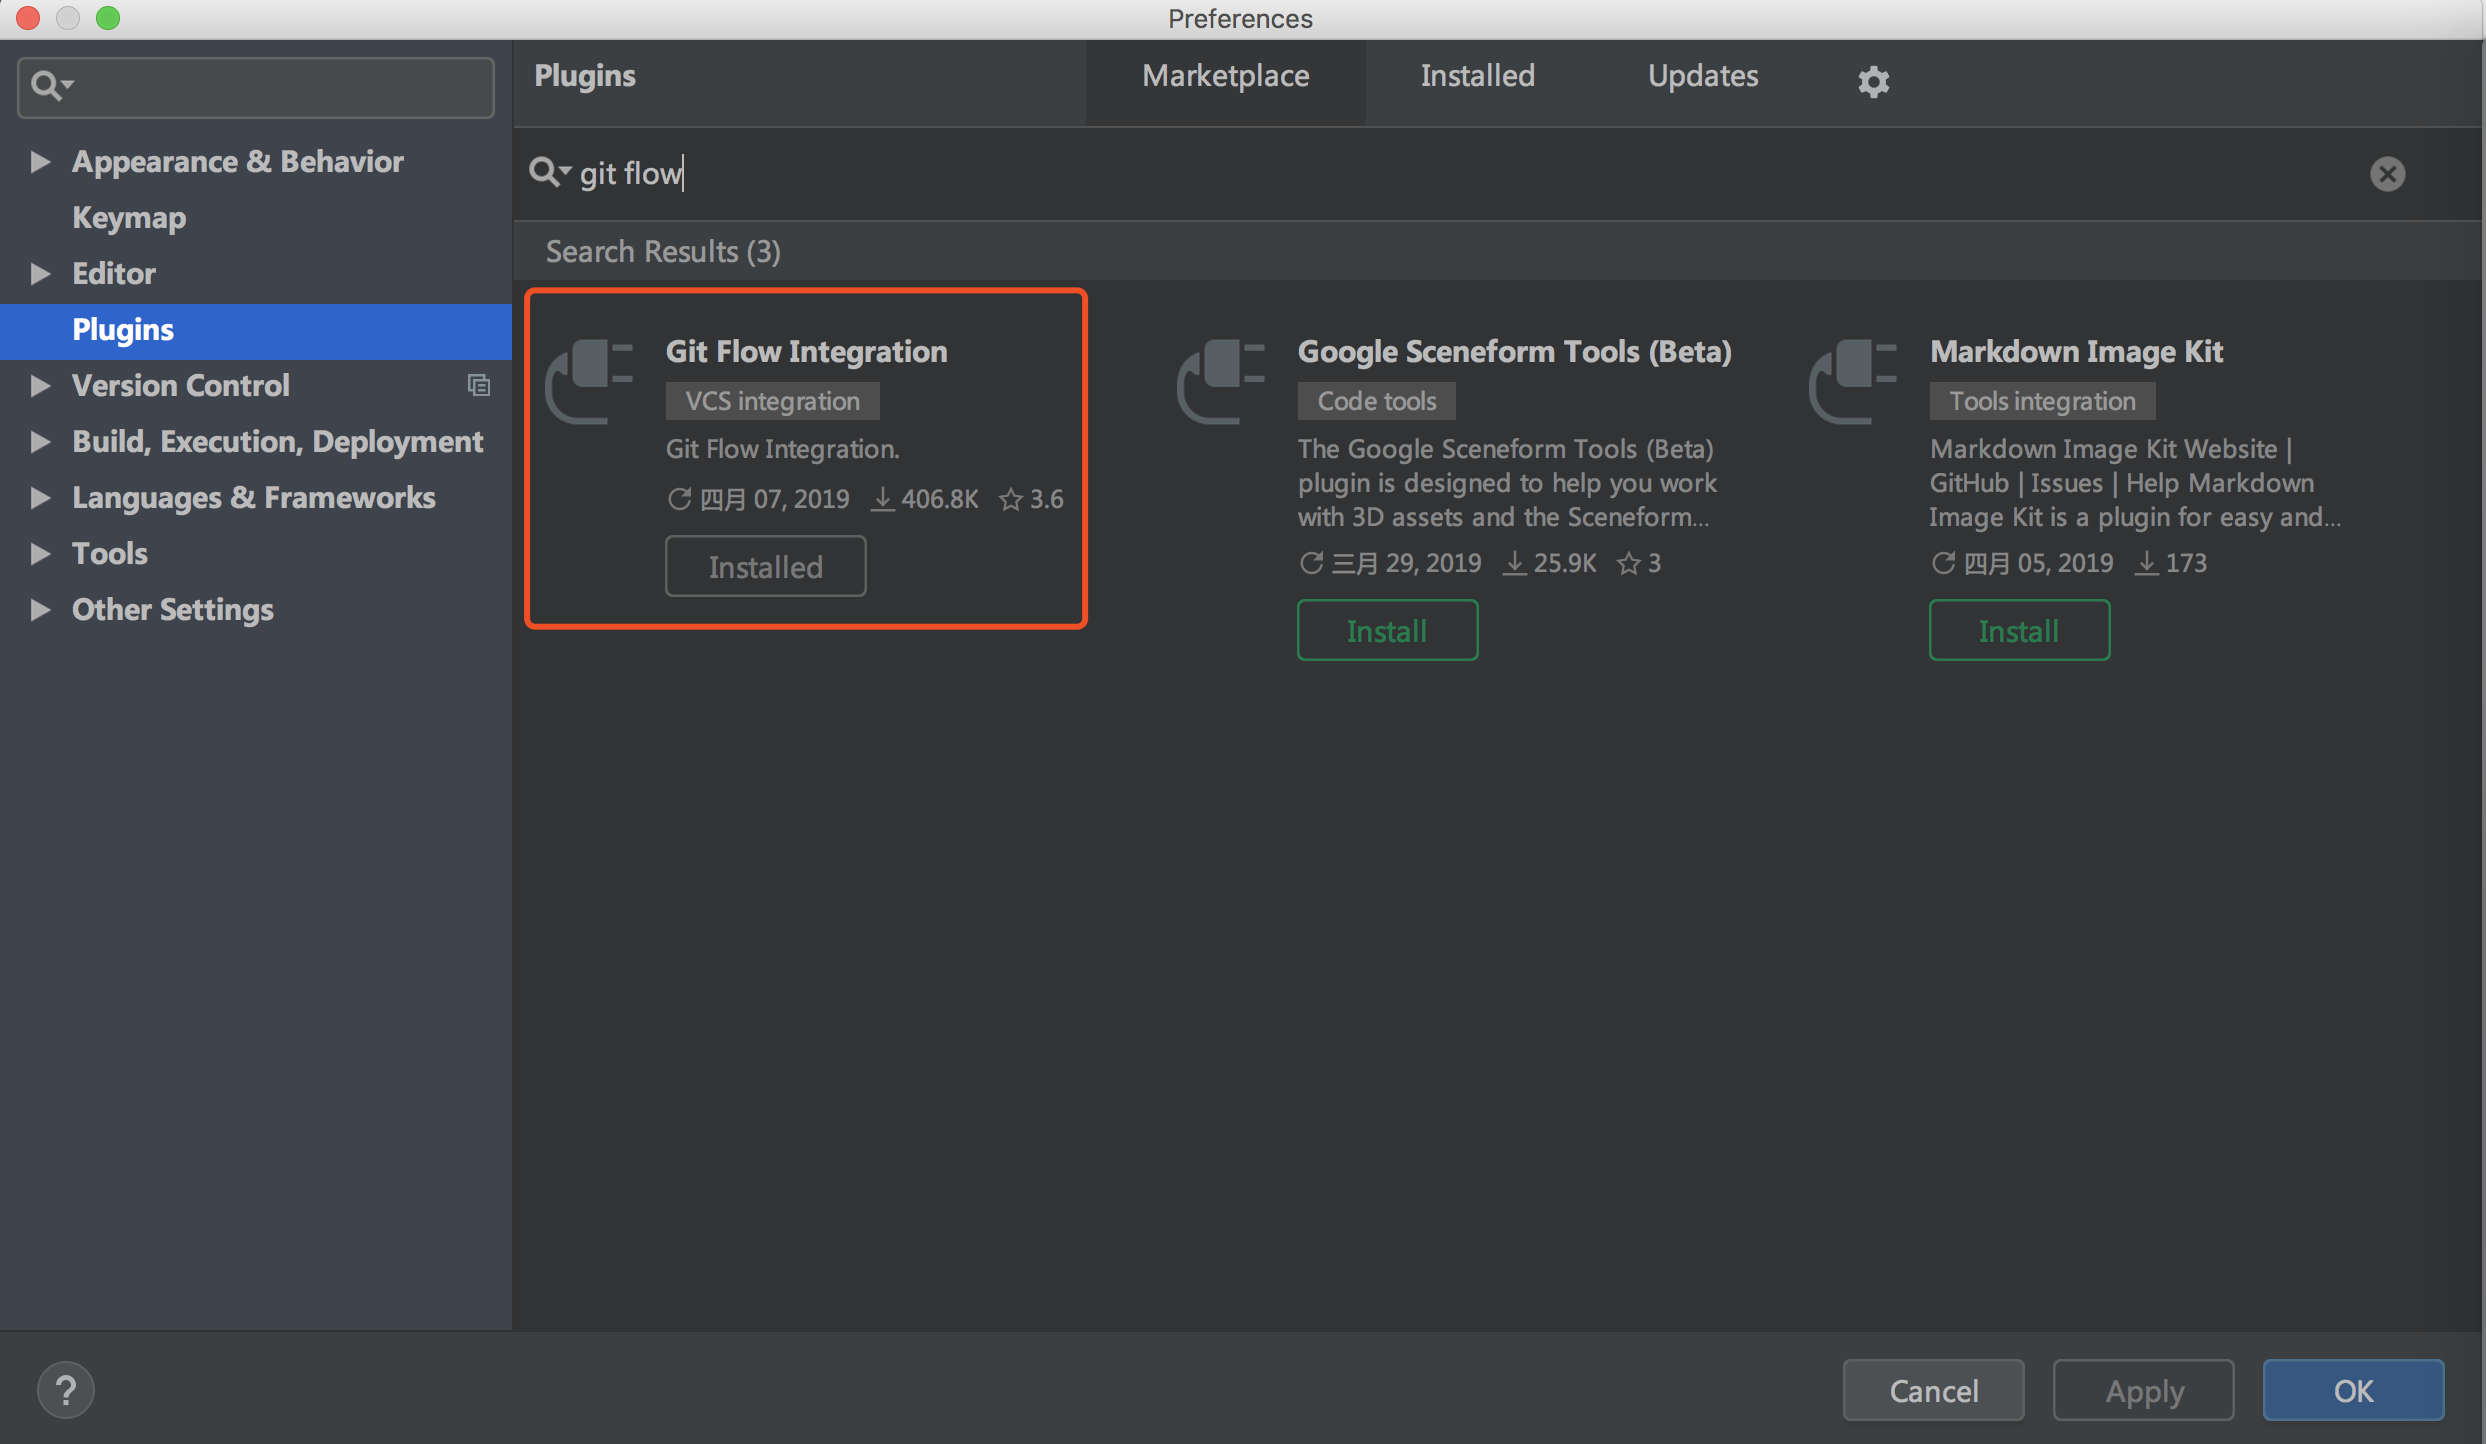 Preferences
Plugins
Marketplace
Installed
Updates
git flow
Search Results (3)
Appearance & Behavior
Keymap
Editor
Plugins
Version Control
Build, Execution, Deployment
Languages & Frameworks
Tools
Other Settings
Git Flow Integration
VCS integration
Git Flow Integration.
四月 07, 2019 406.8K 3.6
Installed
Google Sceneform Tools (Beta)
Code tools
The Google Sceneform Tools (Beta)
plugin is designed to help you work
with 3D assets and the Sceneform...
三月 29, 2019 25.9K 3
Install
Markdown Image Kit
Tools integration
Markdown Image Kit Website |
GitHub | Issues | Help Markdown
Image Kit is a plugin for easy and...
四月 05, 2019 173
Install
?
Cancel
Apply
OK